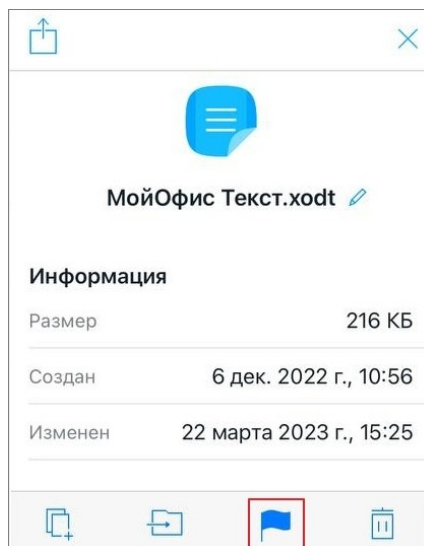 МойОфис Текст.xodt
Информация
Размер 216 КБ
Создан 6 дек. 2022 г., 10:56
Изменен 22 марта 2023 г., 15:25